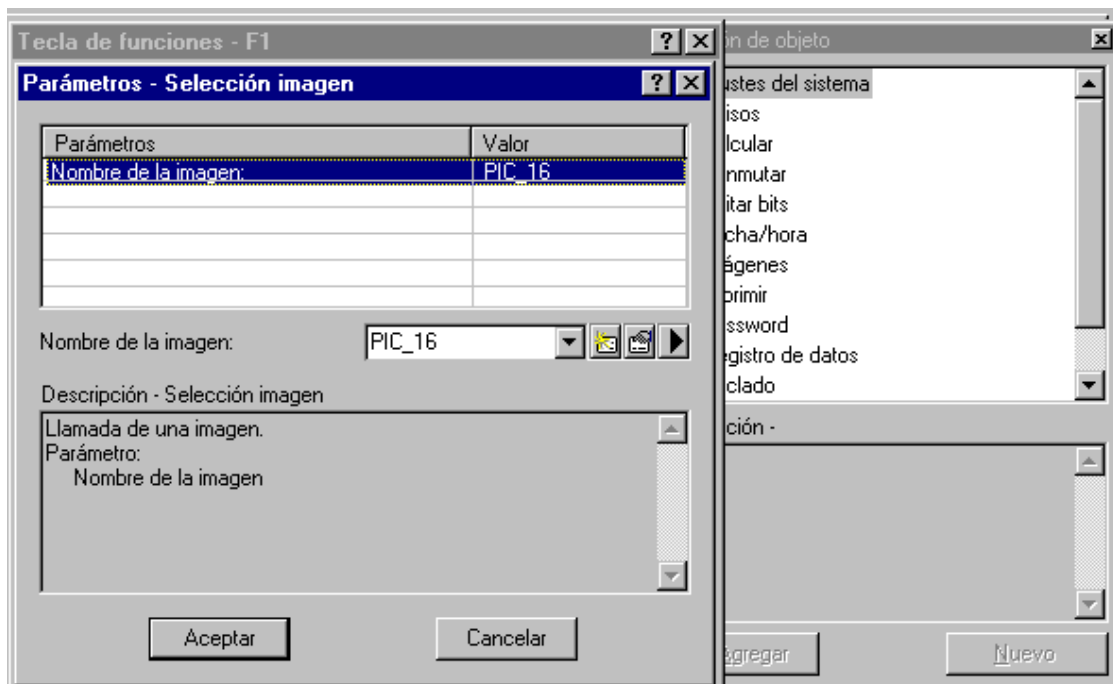 Tecla de funciones - F1
Parámetros - Selección imagen
Parámetros Valor
Nombre de la imagen: PIC_16
Nombre de la imagen: PIC_16
Descripción - Selección imagen
Llamada de una imagen.
Parámetro:
Nombre de la imagen
Aceptar Cancelar
ón de objeto
ustes del sistema
isos
lcular
nmutar
itar bits
cha/hora
ágenes
primir
ssword
egistro de datos
clado
ción -
Agregar Nuevo